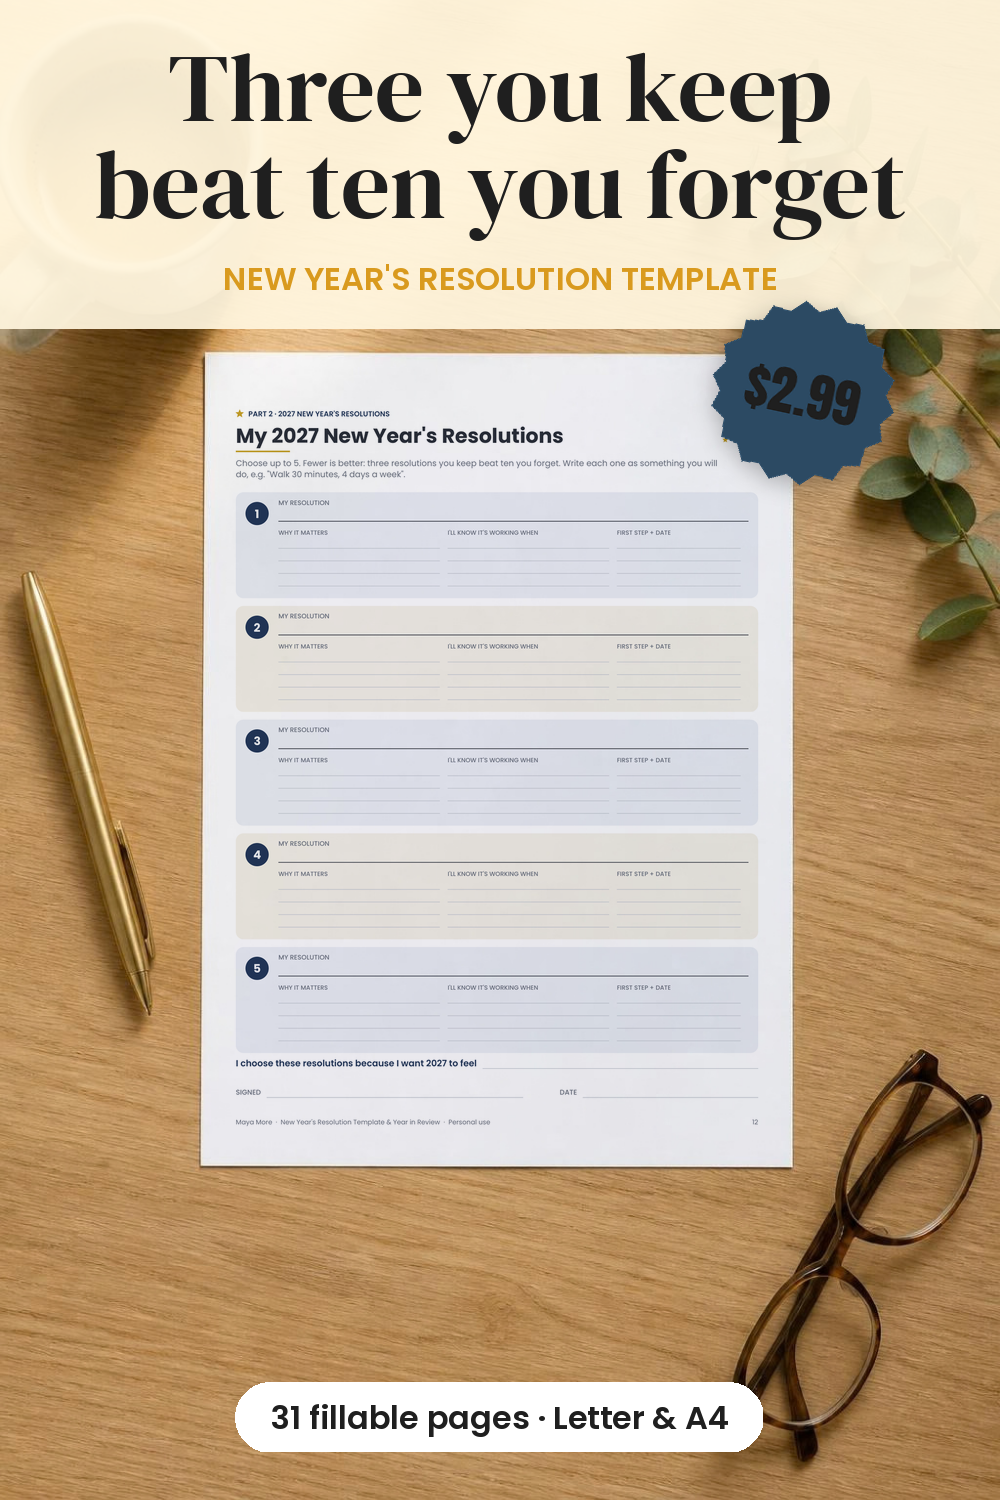 Three you keep
beat ten you forget
NEW YEAR'S RESOLUTION TEMPLATE
$2.99
PART 2 · 2027 NEW YEAR'S RESOLUTIONS
My 2027 New Year's Resolutions
Choose up to 5. Fewer is better: three resolutions you keep beat ten you forget. Write each one as something you will
do, e.g. "Walk 30 minutes, 4 days a week".
1 MY RESOLUTION
WHY IT MATTERS I'LL KNOW IT'S WORKING WHEN FIRST STEP + DATE
2 MY RESOLUTION
WHY IT MATTERS I'LL KNOW IT'S WORKING WHEN FIRST STEP + DATE
3 MY RESOLUTION
WHY IT MATTERS I'LL KNOW IT'S WORKING WHEN FIRST STEP + DATE
4 MY RESOLUTION
WHY IT MATTERS I'LL KNOW IT'S WORKING WHEN FIRST STEP + DATE
5 MY RESOLUTION
WHY IT MATTERS I'LL KNOW IT'S WORKING WHEN FIRST STEP + DATE
I choose these resolutions because I want 2027 to feel
SIGNED DATE
Maya More · New Year's Resolution Template & Year in Review · Personal use 12
31 fillable pages · Letter & A4